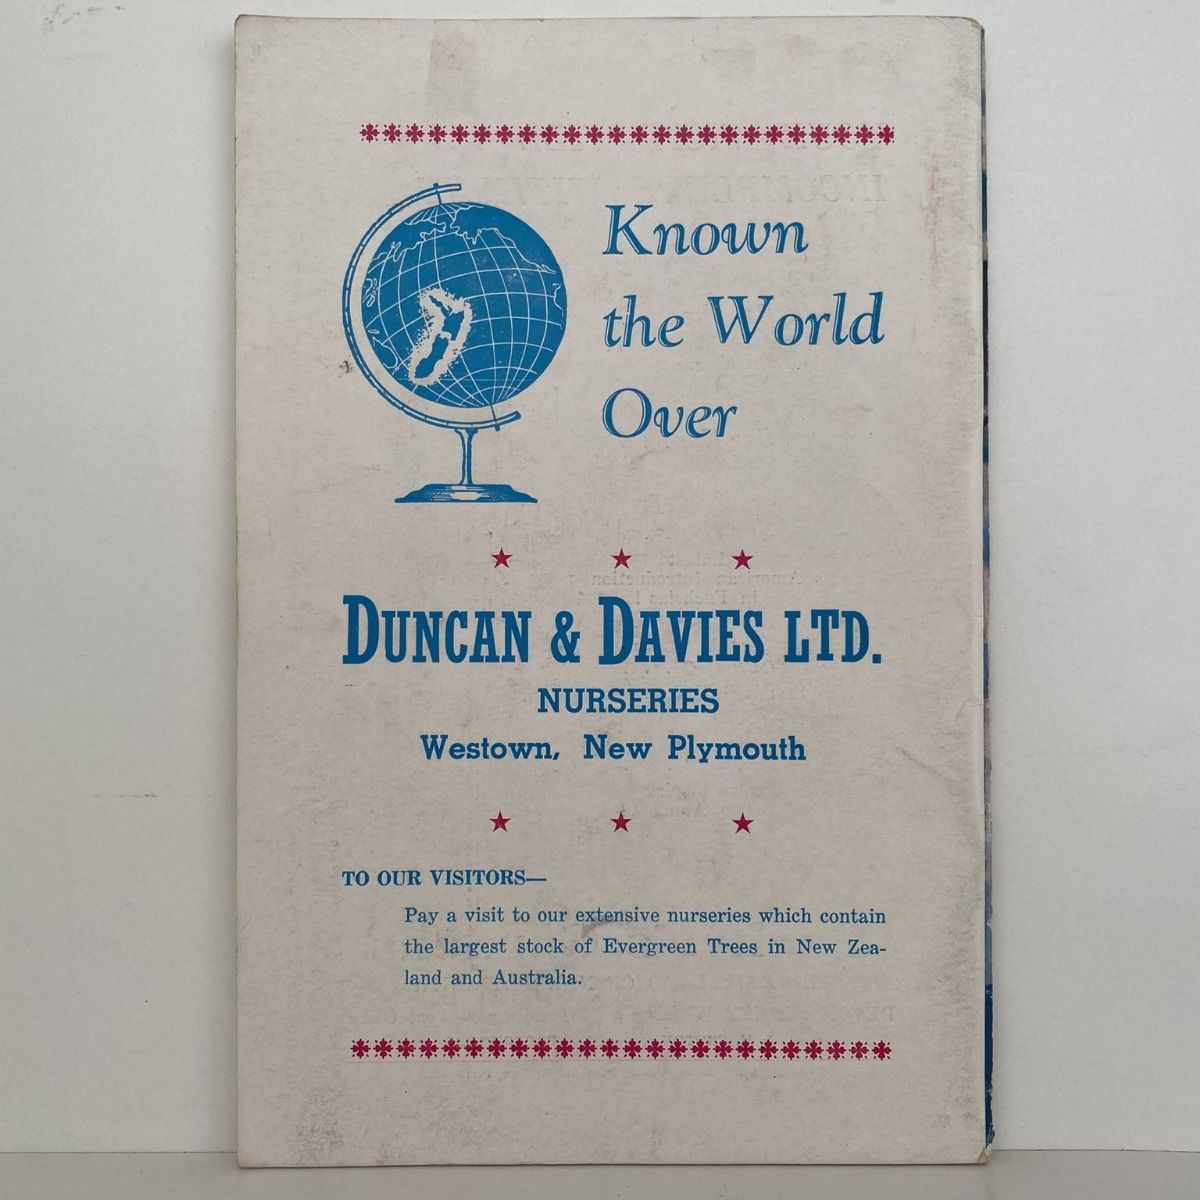 Known
the World
Over
DUNCAN & DAVIES LTD.
NURSERIES
Westown, New Plymouth
TO OUR VISITORS—
Pay a visit to our extensive nurseries which contain
the largest stock of Evergreen Trees in New Zea-
land and Australia.